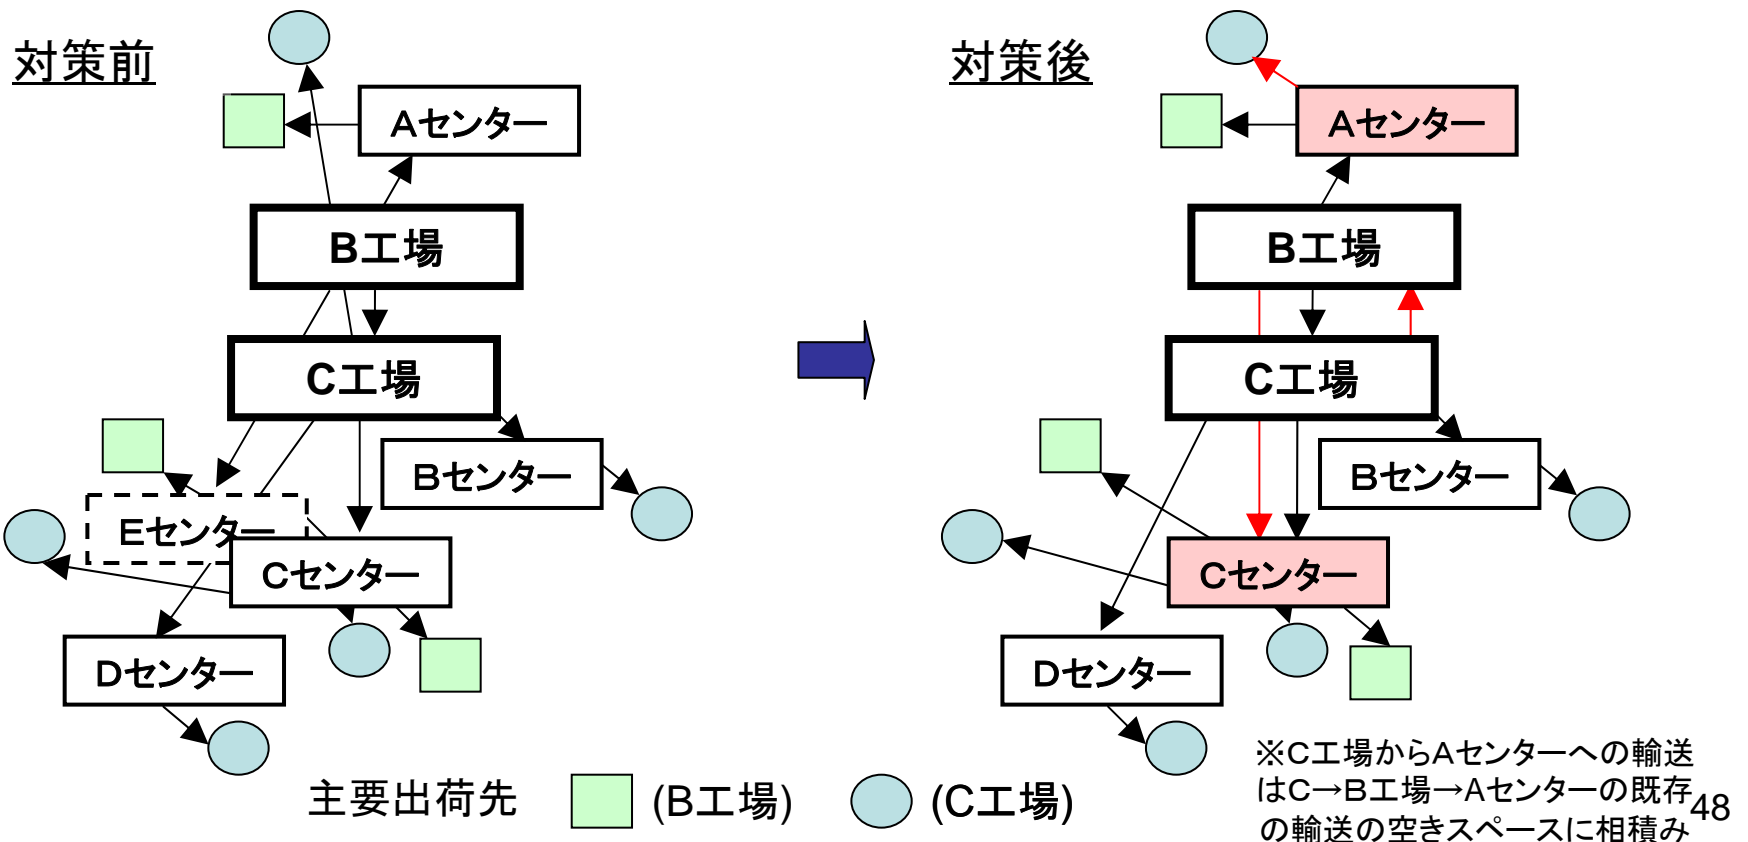 対策前
Aセンター
B工場
C工場
Bセンター
Eセンター
Cセンター
Dセンター
対策後
Aセンター
B工場
C工場
Bセンター
Cセンター
Dセンター
主要出荷先
(B工場)
(C工場)
※C工場からAセンターへの輸送
はC→B工場→Aセンターの既存
の輸送の空きスペースに相積み
48